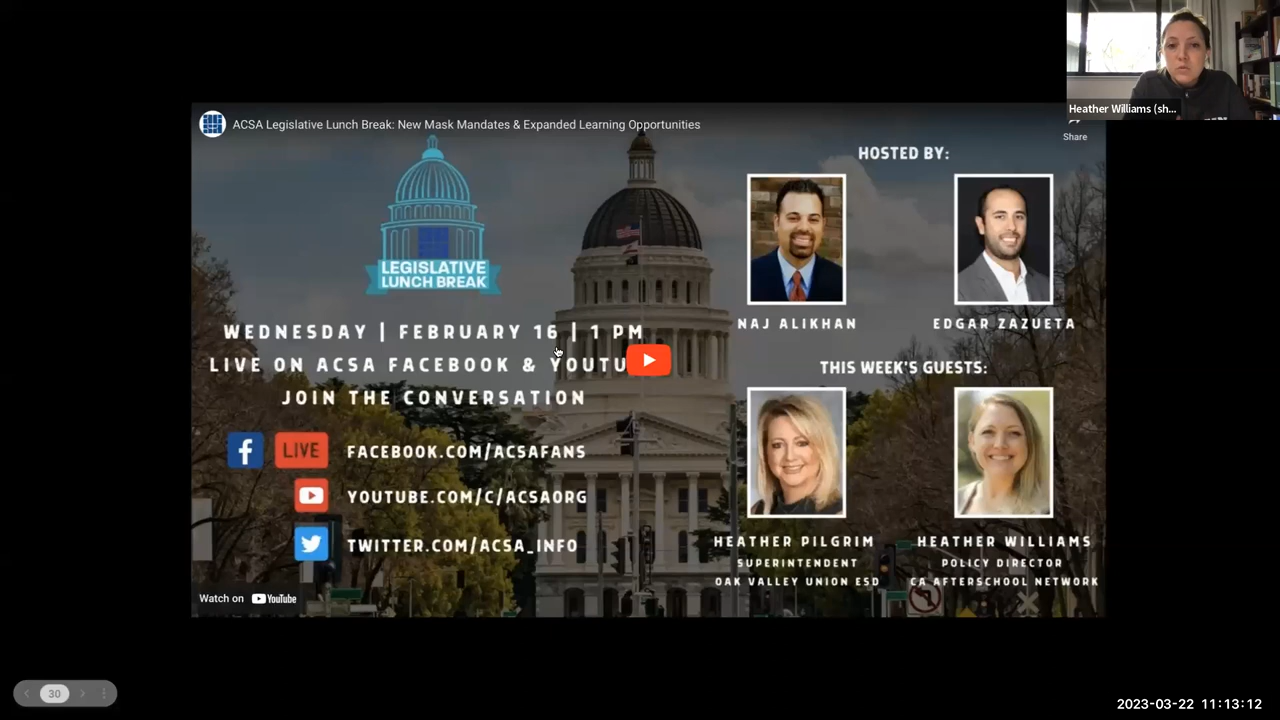 Heather Williams (sh...
ACSA Legislative Lunch Break: New Mask Mandates & Expanded Learning Opportunities
Share
HOSTED BY:
LEGISLATIVE
LUNCH BREAK
NAJ ALIKHAN
EDGAR ZAZUETA
WEDNESDAY | FEBRUARY 16 | 1 PM
LIVE ON ACSA FACEBOOK & YOUTU
JOIN THE CONVERSATION
THIS WEEK'S GUESTS:
LIVE
FACEBOOK.COM/ACSAFANS
YOUTUBE.COM/C/ACSAORG
TWITTER.COM/ACSA_INFO
HEATHER PILGRIM
SUPERINTENDENT
OAK VALLEY UNION ESD
HEATHER WILLIAMS
POLICY DIRECTOR
CA AFTERSCHOOL NETWORK
Watch on YouTube
30
2023-03-22 11:13:12